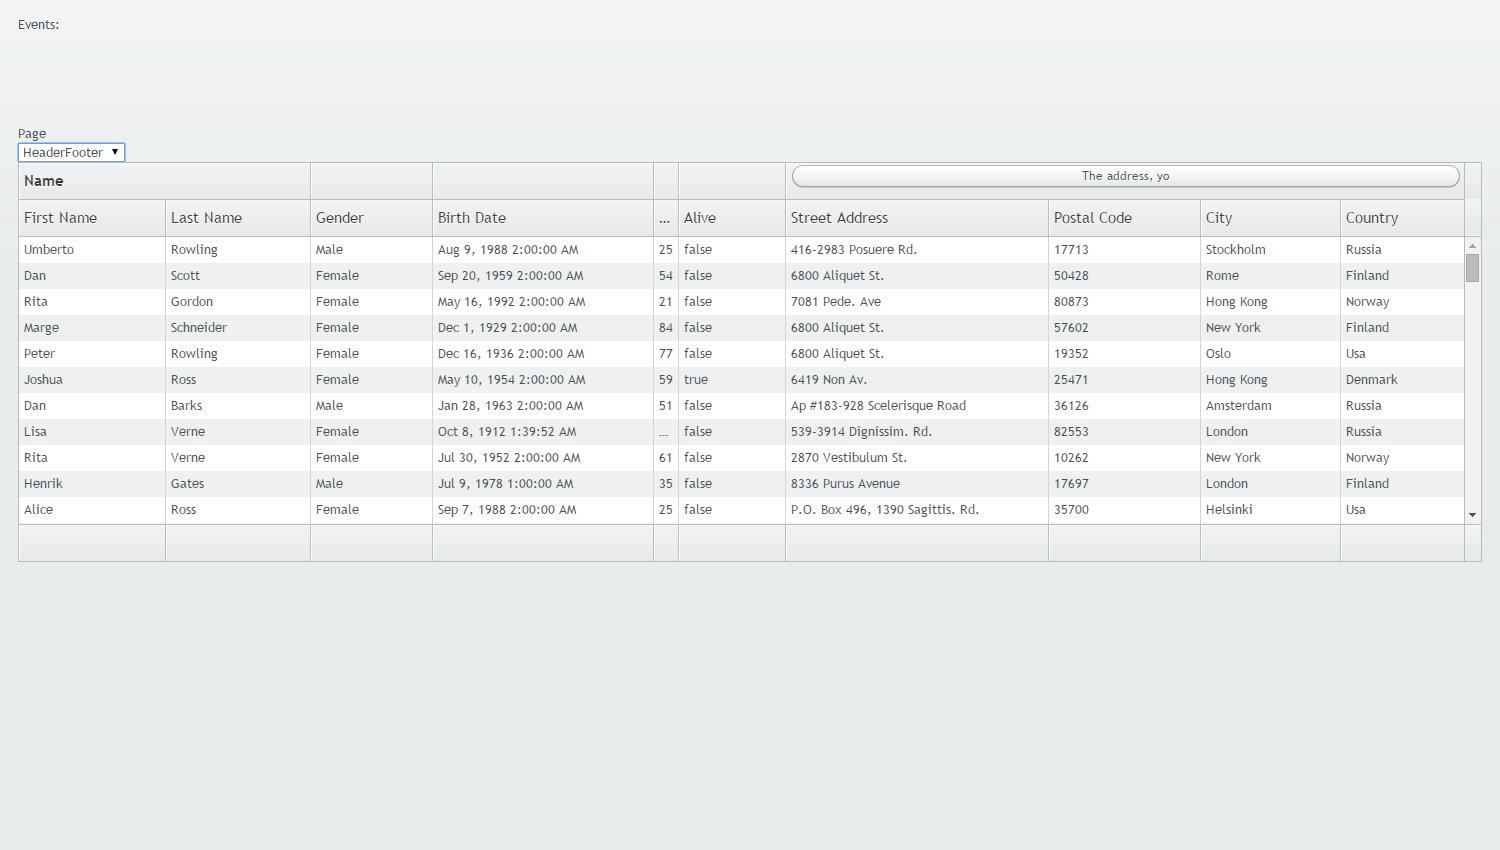 Events:
Page
HeaderFooter
Name The address, yo
First Name Last Name Gender Birth Date ... Alive Street Address Postal Code City Country
Umberto Rowling Male Aug 9, 1988 2:00:00 AM 25 false 416-2983 Posuere Rd. 17713 Stockholm Russia
Dan Scott Female Sep 20, 1959 2:00:00 AM 54 false 6800 Aliquet St. 50428 Rome Finland
Rita Gordon Female May 16, 1992 2:00:00 AM 21 false 7081 Pede. Ave 80873 Hong Kong Norway
Marge Schneider Female Dec 1, 1929 2:00:00 AM 84 false 6800 Aliquet St. 57602 New York Finland
Peter Rowling Female Dec 16, 1936 2:00:00 AM 77 false 6800 Aliquet St. 19352 Oslo Usa
Joshua Ross Female May 10, 1954 2:00:00 AM 59 true 6419 Non Av. 25471 Hong Kong Denmark
Dan Barks Male Jan 28, 1963 2:00:00 AM 51 false Ap #183-928 Scelerisque Road 36126 Amsterdam Russia
Lisa Verne Female Oct 8, 1912 1:39:52 AM ... false 539-3914 Dignissim. Rd. 82553 London Russia
Rita Verne Female Jul 30, 1952 2:00:00 AM 61 false 2870 Vestibulum St. 10262 New York Norway
Henrik Gates Male Jul 9, 1978 1:00:00 AM 35 false 8336 Purus Avenue 17697 London Finland
Alice Ross Female Sep 7, 1988 2:00:00 AM 25 false P.O. Box 496, 1390 Sagittis. Rd. 35700 Helsinki Usa